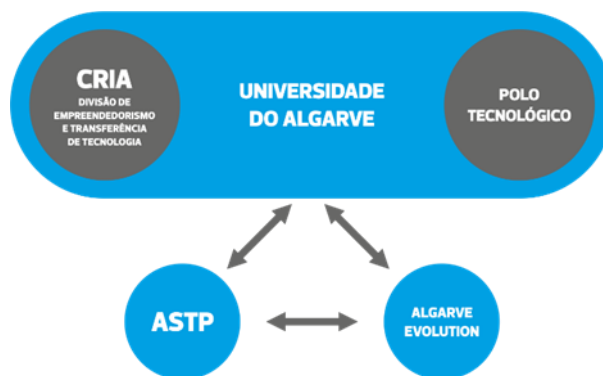 CRIA
DIVISÃO DE
EMPREENDEDORISMO
E TRANSFERÊNCIA
DE TECNOLOGIA
UNIVERSIDADE
DO ALGARVE
POLO
TECNOLÓGICO
ASTP
ALGARVE
EVOLUTION